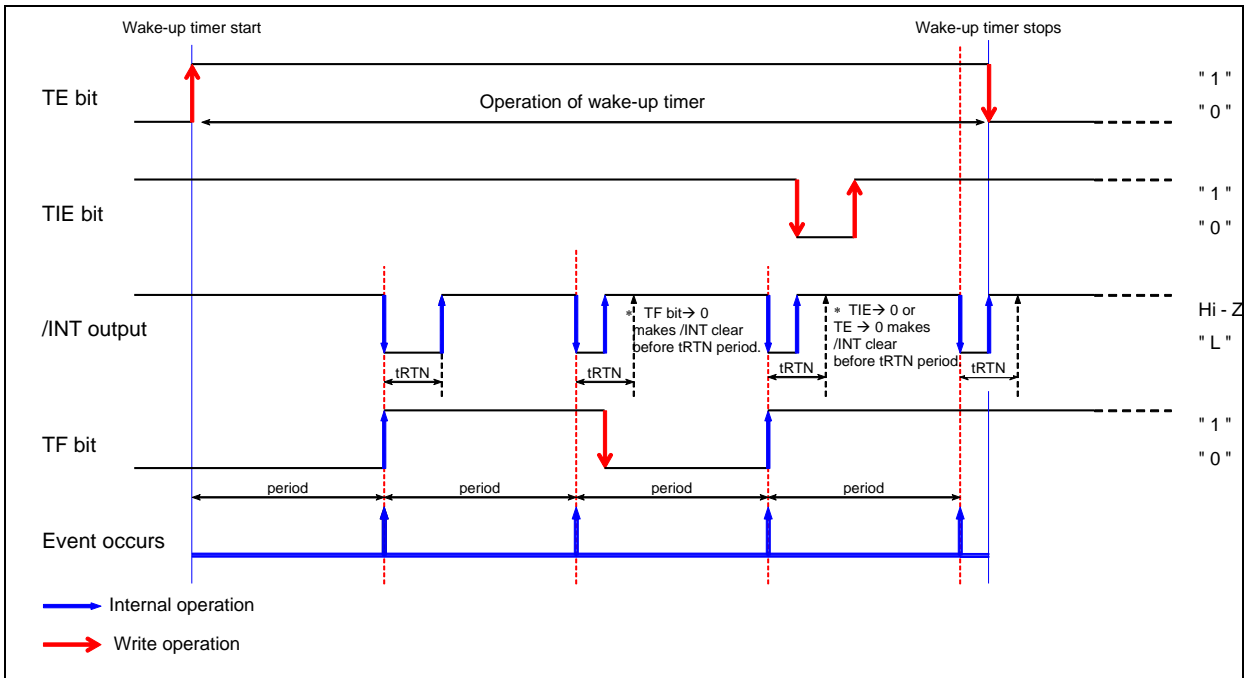 Wake-up timer start
Wake-up timer stops
TE bit
Operation of wake-up timer
" 1 "
" 0 "
TIE bit
" 1 "
" 0 "
/INT output
* TF bit→ 0
makes /INT clear
before tRTN period.
* TIE→ 0 or
TE → 0 makes
/INT clear
before tRTN period
Hi - Z
" L "
tRTN
tRTN
tRTN
tRTN
TF bit
" 1 "
" 0 "
period
period
period
period
Event occurs
Internal operation
Write operation